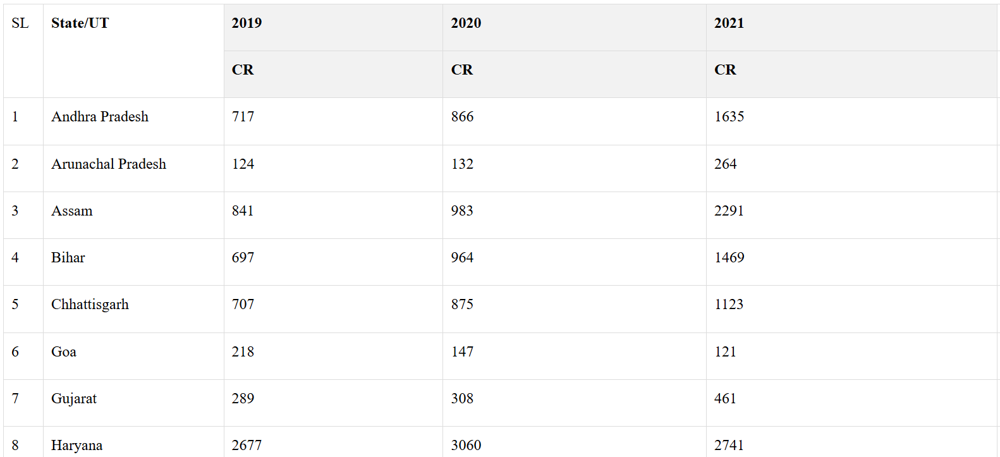 SL State/UT 2019 2020 2021
CR CR CR
1 Andhra Pradesh 717 866 1635
2 Arunachal Pradesh 124 132 264
3 Assam 841 983 2291
4 Bihar 697 964 1469
5 Chhattisgarh 707 875 1123
6 Goa 218 147 121
7 Gujarat 289 308 461
8 Haryana 2677 3060 2741